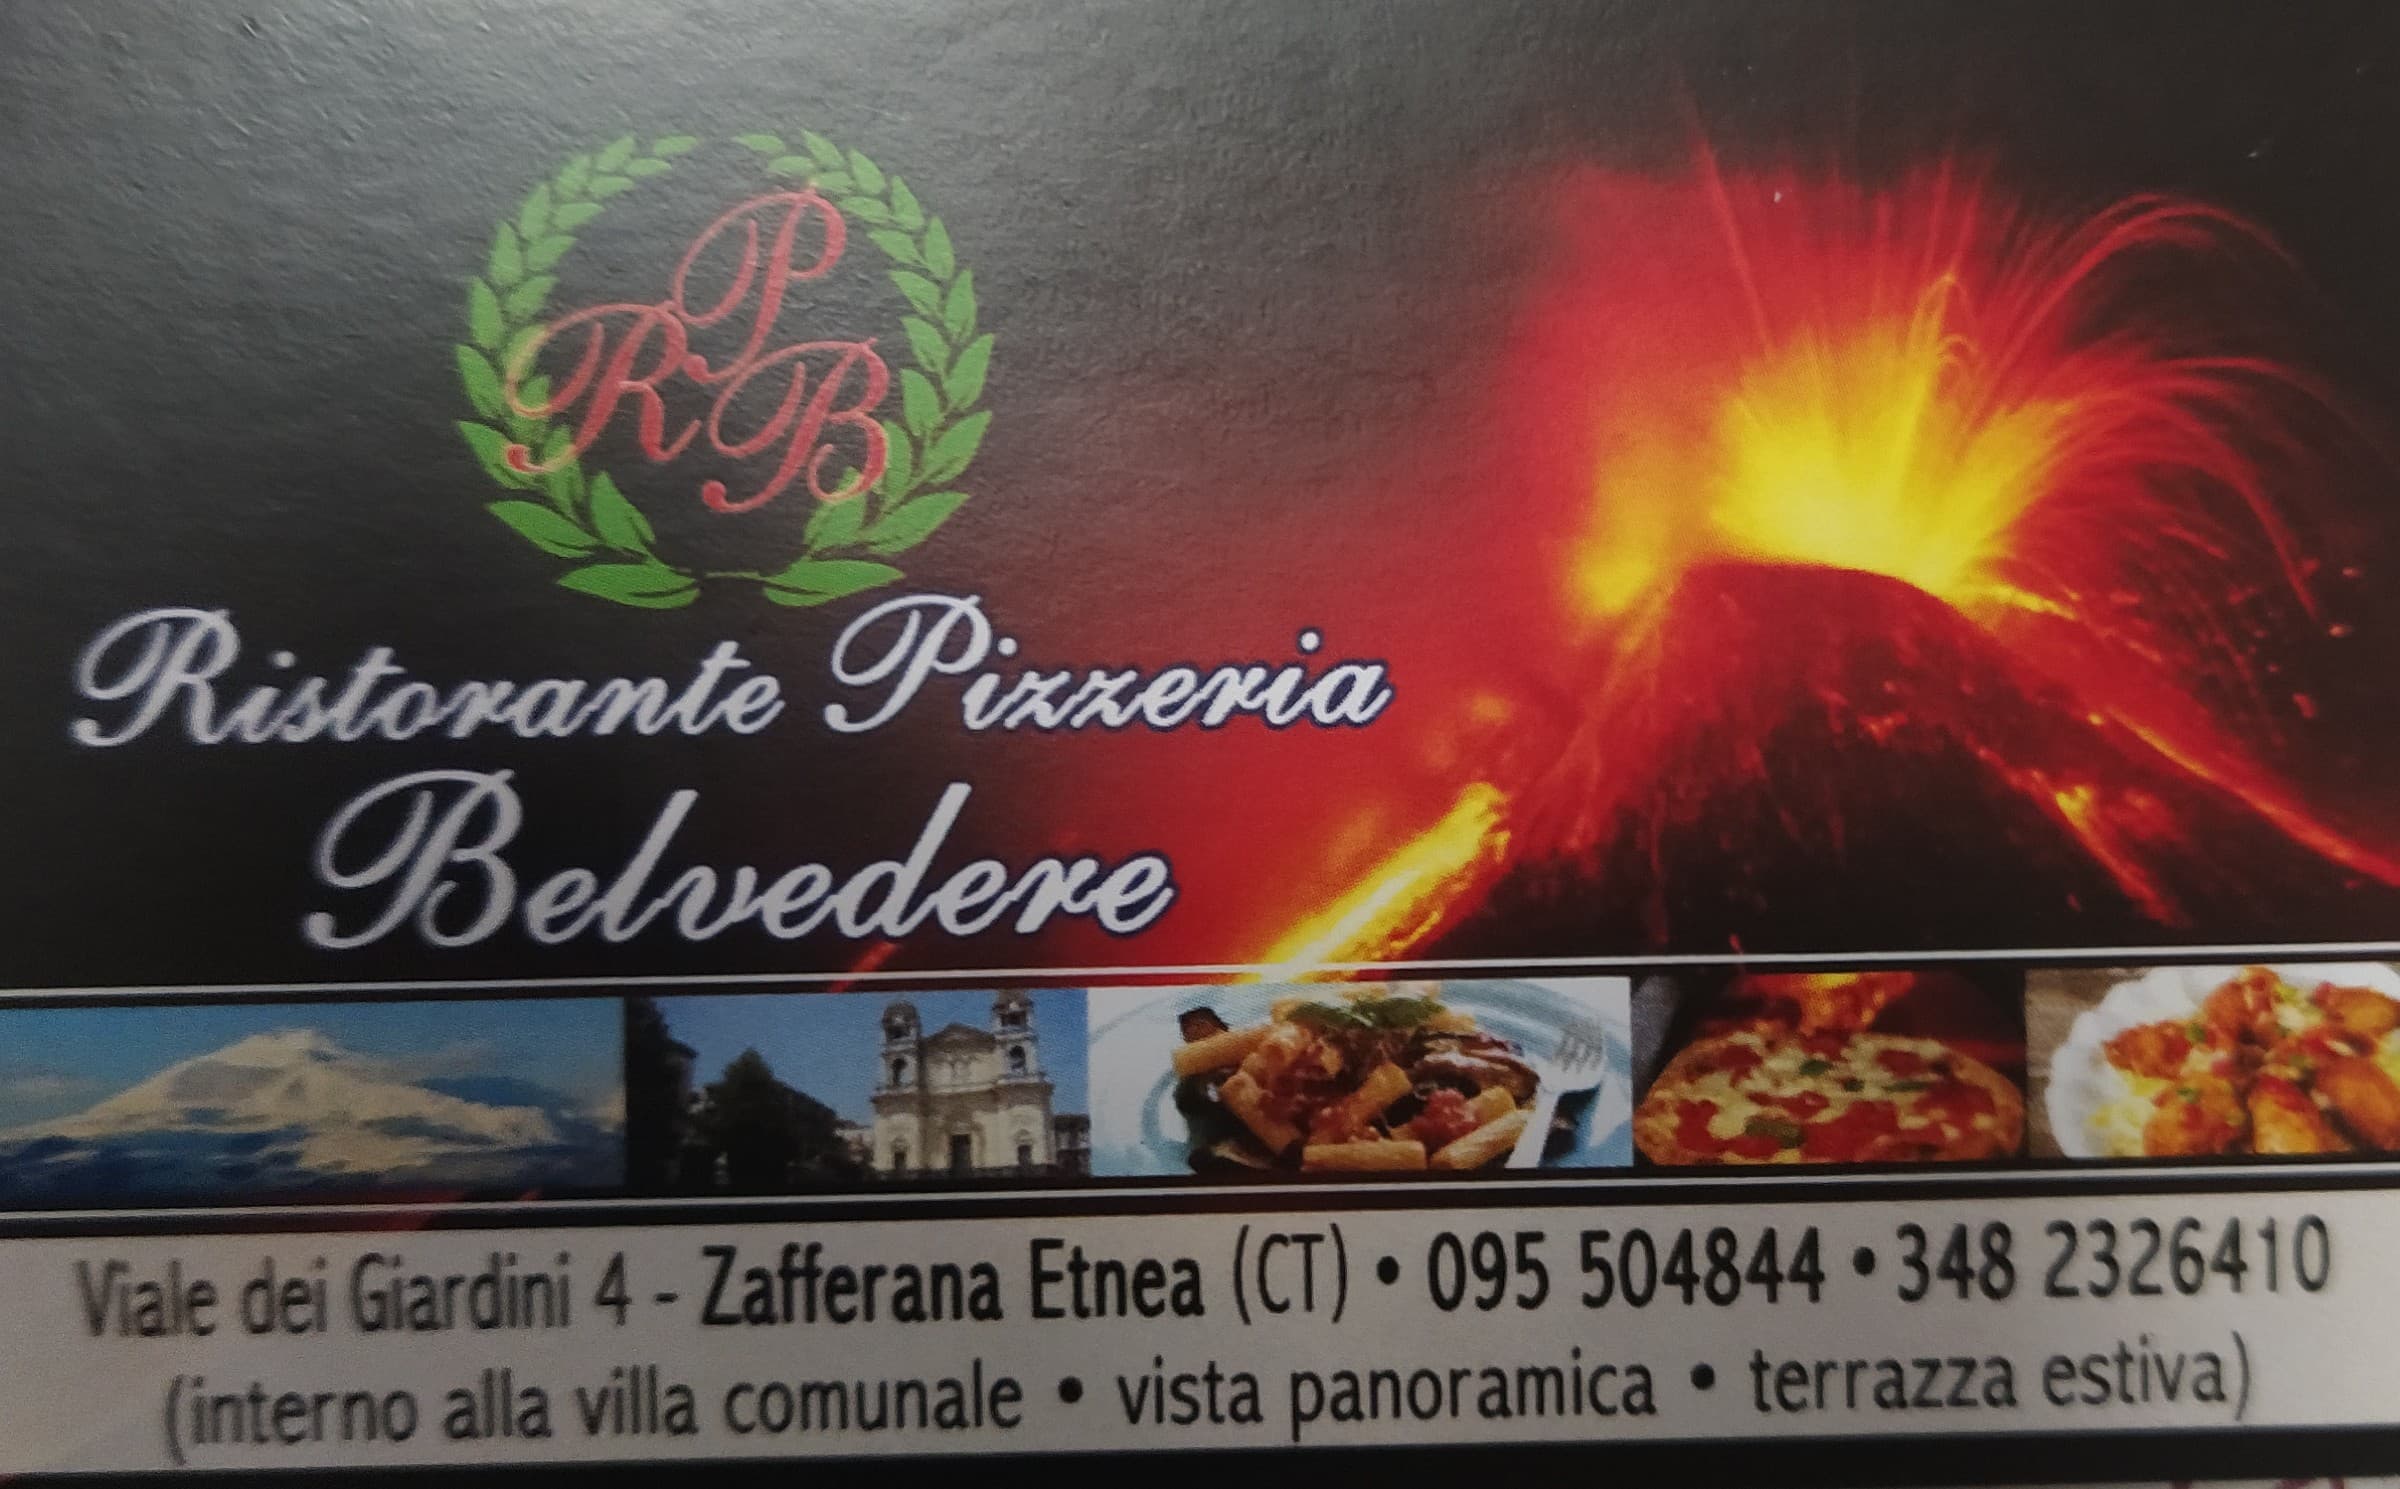 RPB
Ristorante Pizzeria
Belvedere
Viale dei Giardini 4 - Zafferana Etnea (CT) • 095 504844 • 348 2326410
(interno alla villa comunale • vista panoramica • terrazza estiva)